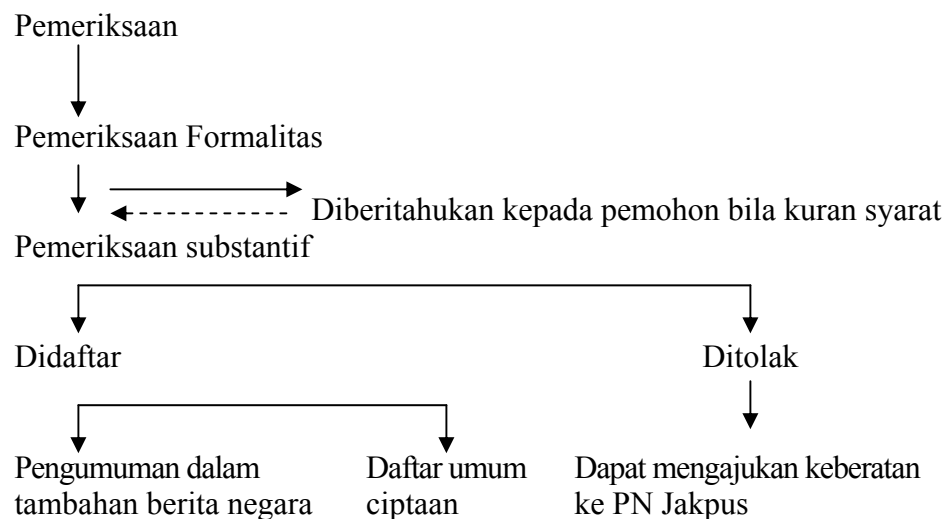 Pemeriksaan
Pemeriksaan Formalitas
Diberitahukan kepada pemohon bila kuran syarat
Pemeriksaan substantif
Didaftar
Ditolak
Pengumuman dalam
tambahan berita negara
Daftar umum
ciptaan
Dapat mengajukan keberatan
ke PN Jakpus